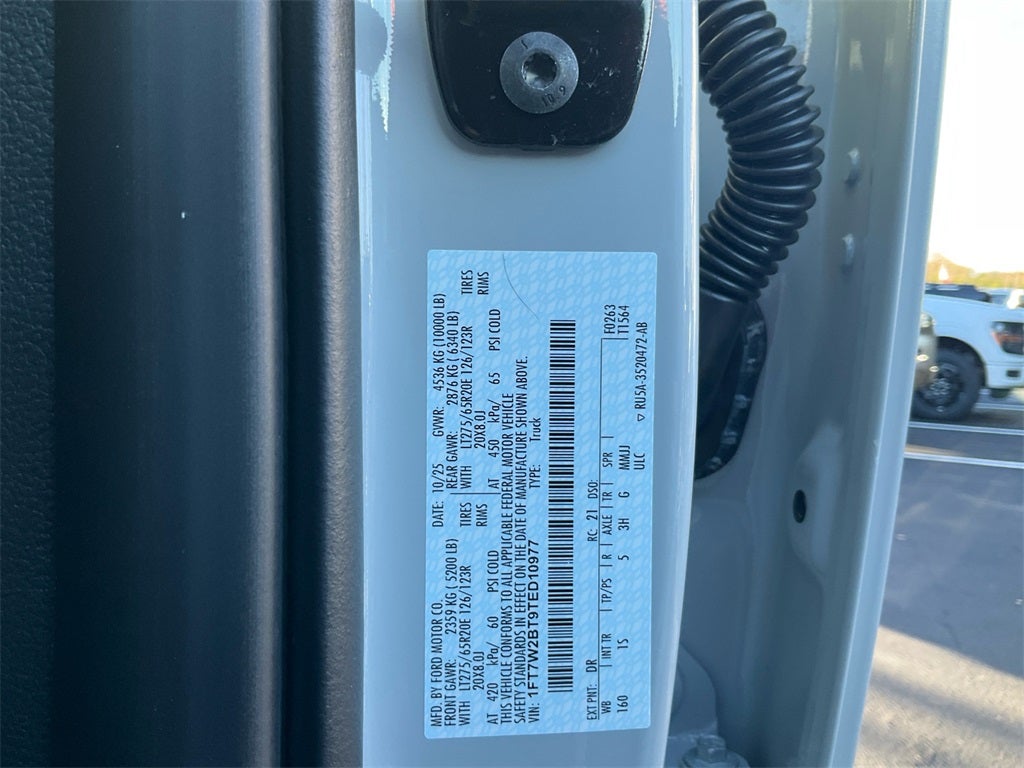 10 9
MFD. BY FORD MOTOR CO. DATE: 10/25 GVWR: 4536 KG (10000 LB)
FRONT GAWR: 2359 KG ( 5200 LB) REAR GAWR: 2876 KG ( 6340 LB)
WITH LT275/65R20E 126/123R TIRES WITH LT275/65R20E 126/123R TIRES
20X8.0J RIMS 20X8.0J RIMS
AT 420 kPa/ 60 PSI COLD AT 450 kPa/ 65 PSI COLD
THIS VEHICLE CONFORMS TO ALL APPLICABLE FEDERAL MOTOR VEHICLE
SAFETY STANDARDS IN EFFECT ON THE DATE OF MANUFACTURE SHOWN ABOVE.
VIN: 1FT7W2BT9TED10977 TYPE: Truck
EXT PNT: DR RC: 21 DSO: F0263
WB INT TR TP/PS R AXLE TR SPR T1564
160 TS 5 3H G MMJJ
ULC RU5A-3520472-AB